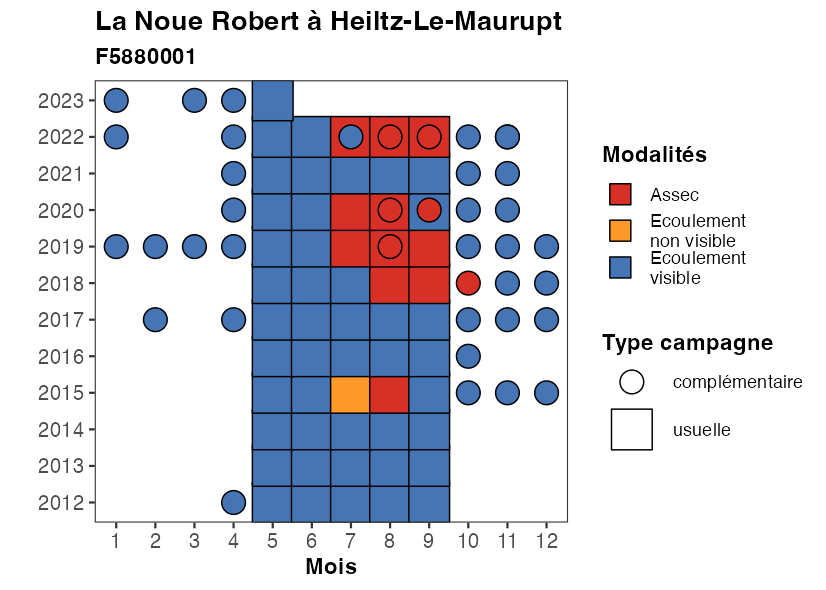 La Noue Robert à Heiltz-Le-Maurupt
F5880001
2023
2022
2021
2020
2019
2018
2017
2016
2015
2014
2013
2012
1 2 3 4 5 6 7 8 9 10 11 12
Mois
Modalités
Assec
Ecoulement
non visible
Ecoulement
visible
Type campagne
complémentaire
usuelle